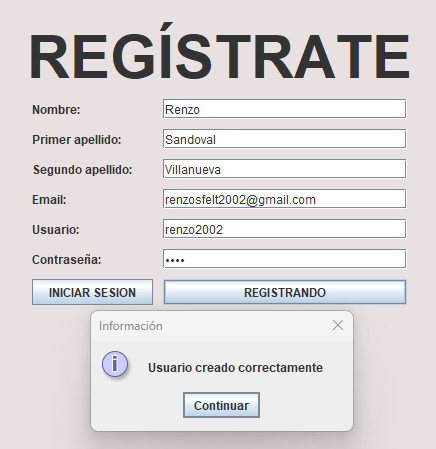 REGÍSTRATE
Nombre: Renzo
Primer apellido: Sandoval
Segundo apellido: Villanueva
Email: renzosfelt2002@gmail.com
Usuario: renzo2002
Contraseña: ••••
INICIAR SESION REGISTRANDO
Información
Usuario creado correctamente
Continuar